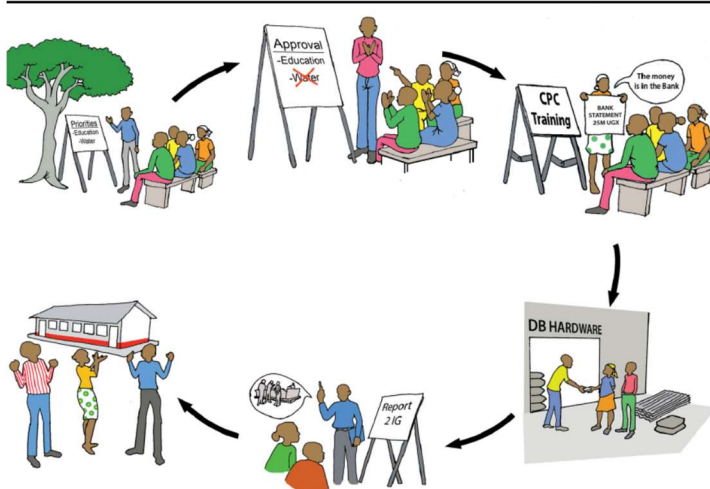 Priorities
-Education
-Water
Approval
-Education
-Water
CPC
Training
BANK
STATEMENT
25M UGX
The money
is in the Bank
DB HARDWARE
Report
2 IG